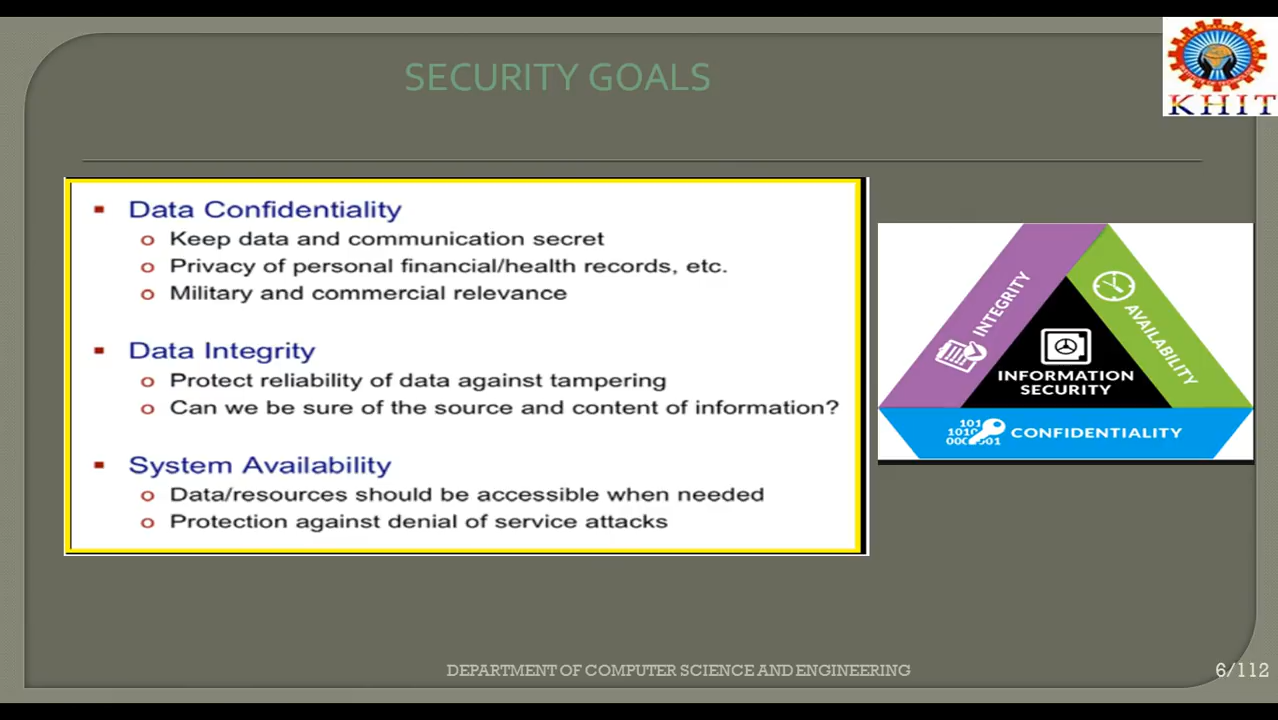 SECURITY GOALS
KHIT
▪ Data Confidentiality
o Keep data and communication secret
o Privacy of personal financial/health records, etc.
o Military and commercial relevance
▪ Data Integrity
o Protect reliability of data against tampering
o Can we be sure of the source and content of information?
▪ System Availability
o Data/resources should be accessible when needed
o Protection against denial of service attacks
INTEGRITY
AVAILABILITY
INFORMATION
SECURITY
CONFIDENTIALITY
DEPARTMENT OF COMPUTER SCIENCE AND ENGINEERING
6/112